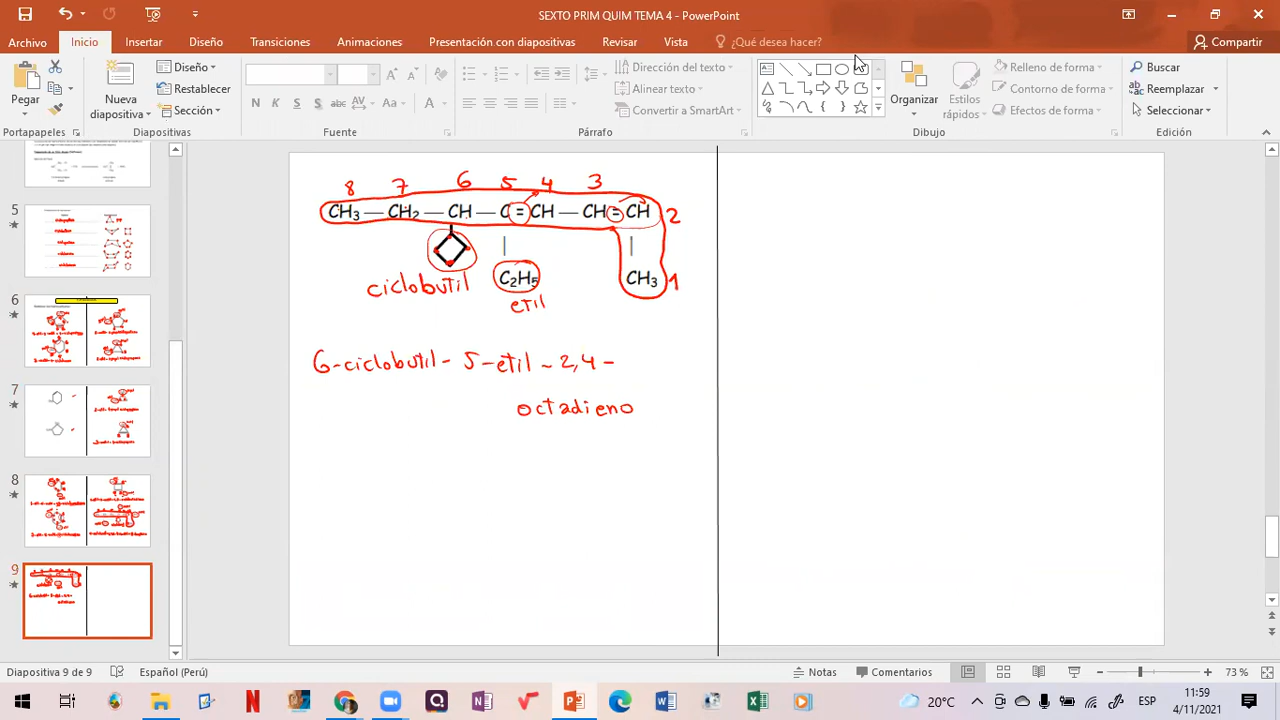 SEXTO PRIM QUIM TEMA 4 - PowerPoint
Archivo Inicio Insertar Diseño Transiciones Animaciones Presentación con diapositivas Revisar Vista ¿Qué desea hacer? Compartir
Pegar
Portapapeles
Nueva diapositiva
Diseño
Restablecer
Sección
Diapositivas
N K S
Fuente
Dirección del texto
Alinear texto
Convertir a SmartArt
Párrafo
Organizar
Estilos rápidos
Relleno de forma
Contorno de forma
Efectos de forma
Dibujo
Buscar
Reemplazar
Seleccionar
Edición
5
6
7
8
9
8 7 6 5 4 3
CH3 — CH2 — CH — C = CH — CH = CH 2
C2H5 CH3 1
ciclobutil
etil
6-ciclobutil-5-etil-2,4-
octadieno
Diapositiva 9 de 9 Español (Perú) Notas Comentarios 73 %
20°C ESP 11:59
4/11/2021